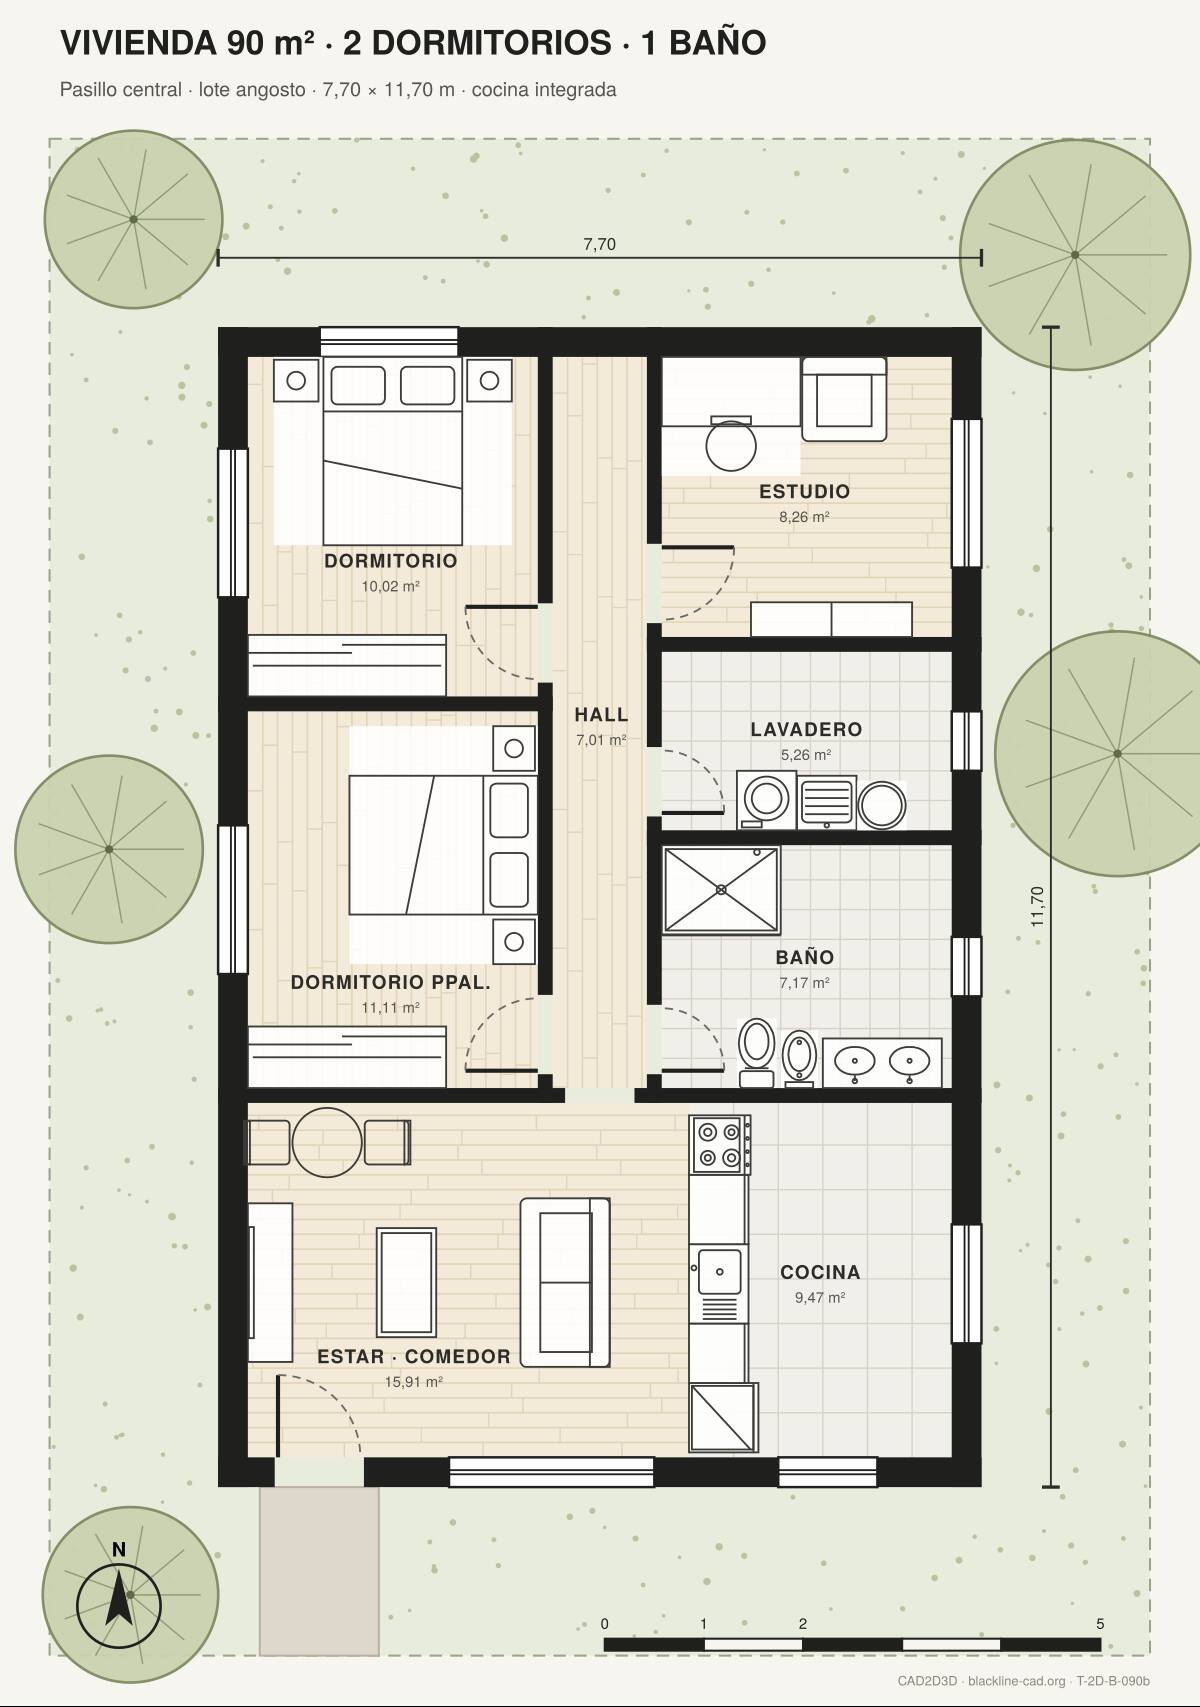 VIVIENDA 90 m² · 2 DORMITORIOS · 1 BAÑO
Pasillo central · lote angosto · 7,70 × 11,70 m · cocina integrada
7,70
ESTUDIO
8,26 m²
DORMITORIO
10,02 m²
HALL
7,01 m²
LAVADERO
5,26 m²
11,70
BAÑO
7,17 m²
DORMITORIO PPAL.
11,11 m²
COCINA
9,47 m²
ESTAR · COMEDOR
15,91 m²
N
0 1 2 5
CAD2D3D · blackline-cad.org · T-2D-B-090b